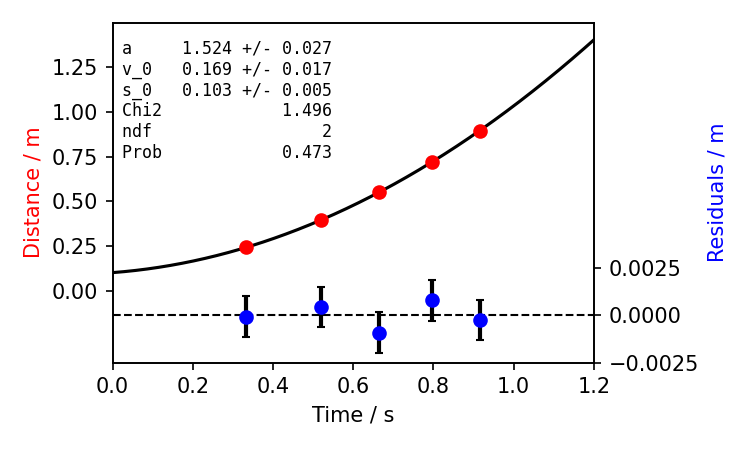 a 1.524 +/- 0.027
v_0 0.169 +/- 0.017
s_0 0.103 +/- 0.005
Chi2 1.496
ndf 2
Prob 0.473
1.25
1.00
0.75
0.50
0.25
0.00
Distance / m
0.0025
0.0000
−0.0025
Residuals / m
0.0 0.2 0.4 0.6 0.8 1.0 1.2
Time / s